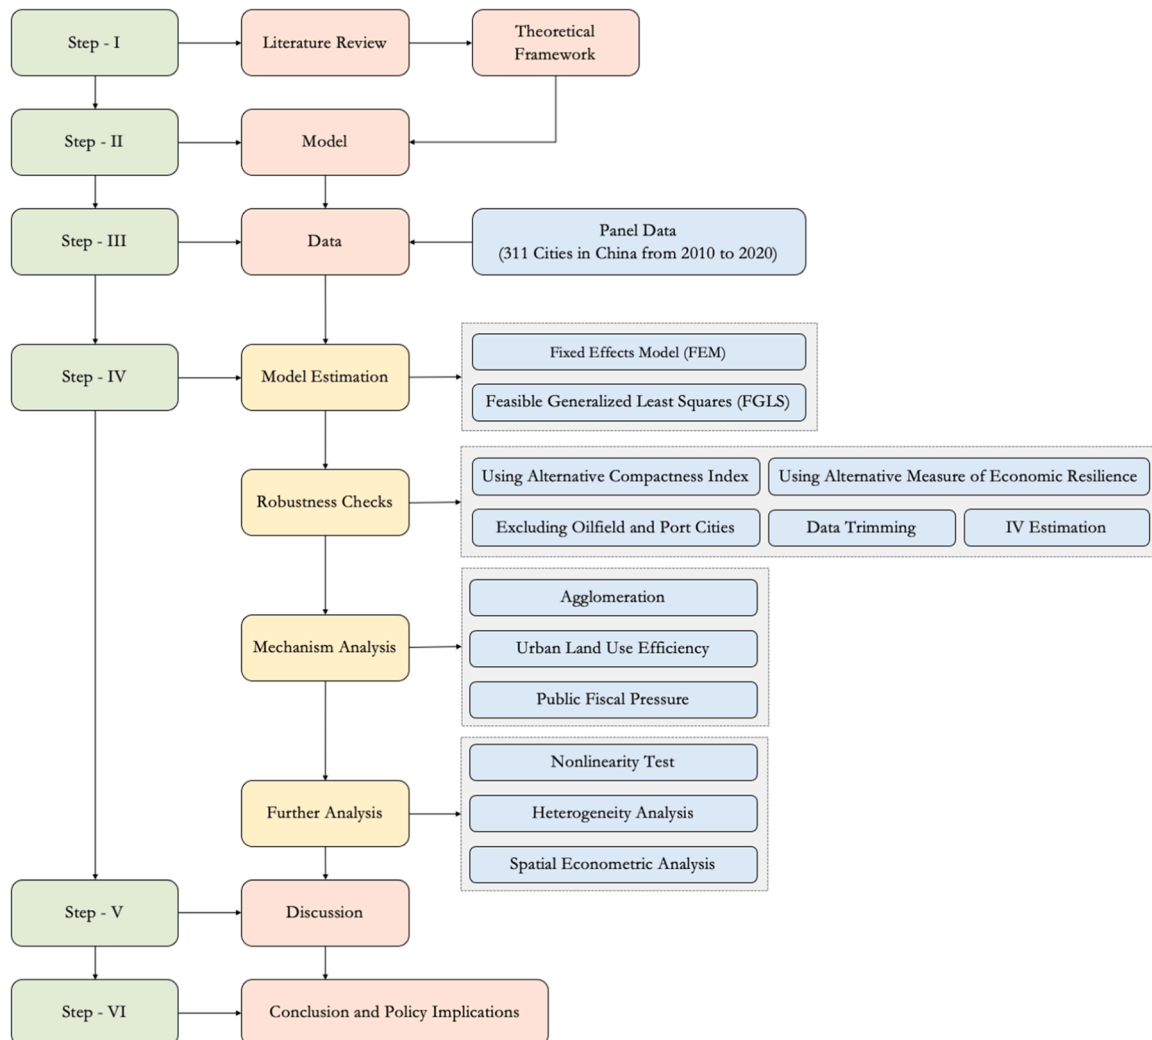 Step - I
Literature Review
Theoretical
Framework
Step - II
Model
Step - III
Data
Panel Data
(311 Cities in China from 2010 to 2020)
Step - IV
Model Estimation
Fixed Effects Model (FEM)
Feasible Generalized Least Squares (FGLS)
Robustness Checks
Using Alternative Compactness Index
Using Alternative Measure of Economic Resilience
Excluding Oilfield and Port Cities
Data Trimming
IV Estimation
Mechanism Analysis
Agglomeration
Urban Land Use Efficiency
Public Fiscal Pressure
Further Analysis
Nonlinearity Test
Heterogeneity Analysis
Spatial Econometric Analysis
Step - V
Discussion
Step - VI
Conclusion and Policy Implications